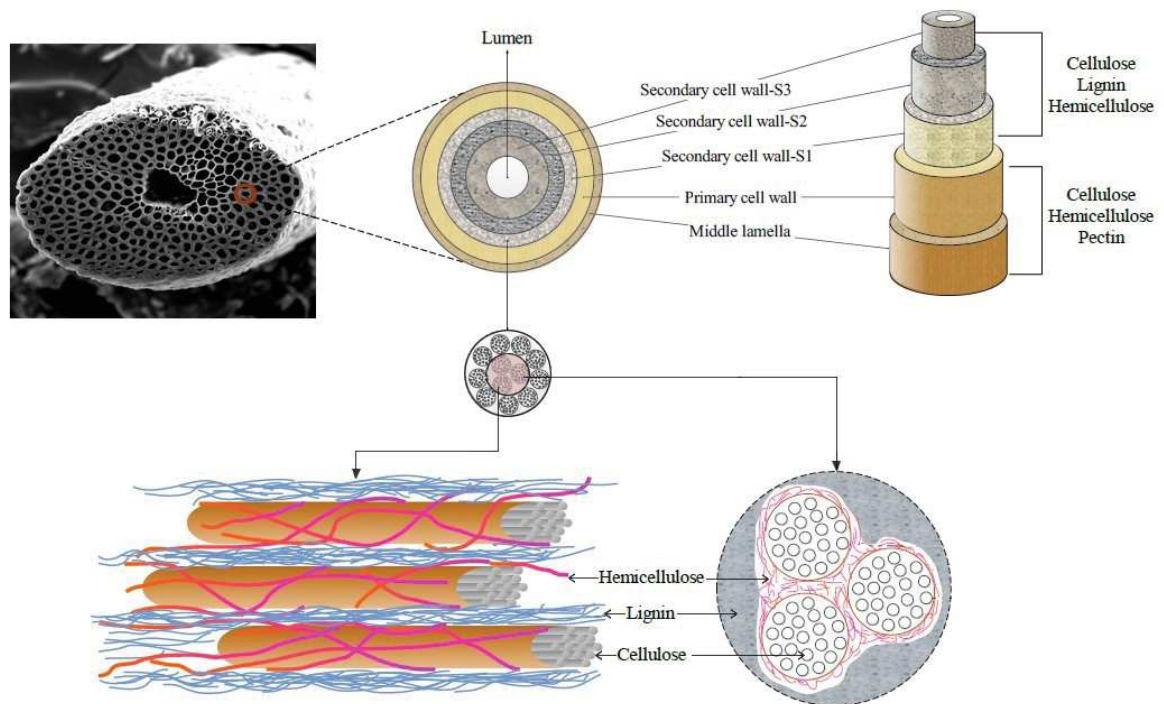 Lumen
Secondary cell wall-S3
Secondary cell wall-S2
Secondary cell wall-S1
Primary cell wall
Middle lamella
Cellulose
Lignin
Hemicellulose
Cellulose
Hemicellulose
Pectin
Hemicellulose
Lignin
Cellulose